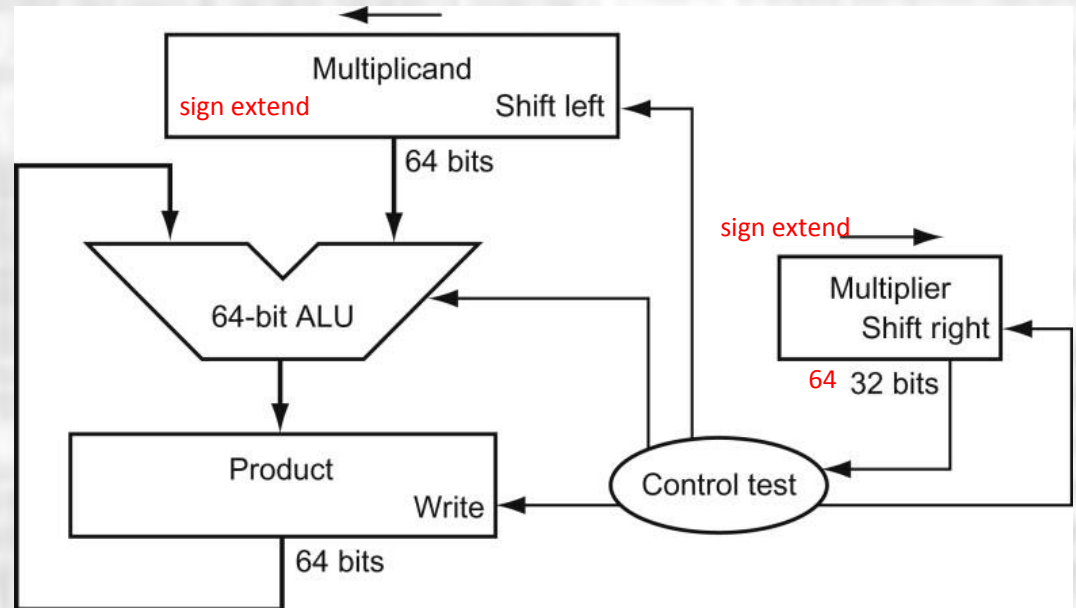 Multiplicand
sign extend Shift left
64 bits
sign extend
64-bit ALU
Multiplier
Shift right
64 32 bits
Product
Write
64 bits
Control test